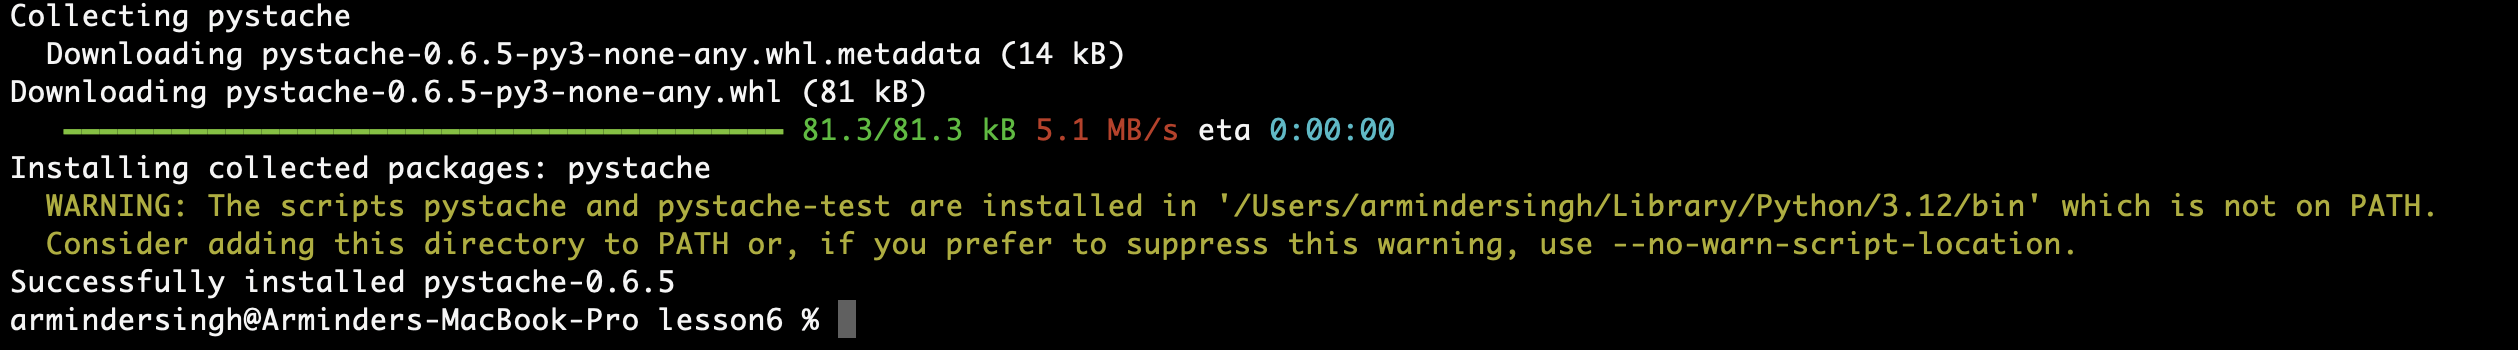 Collecting pystache
Downloading pystache-0.6.5-py3-none-any.whl.metadata (14 kB)
Downloading pystache-0.6.5-py3-none-any.whl (81 kB)
81.3/81.3 kB 5.1 MB/s eta 0:00:00
Installing collected packages: pystache
WARNING: The scripts pystache and pystache-test are installed in '/Users/armindersingh/Library/Python/3.12/bin' which is not on PATH.
Consider adding this directory to PATH or, if you prefer to suppress this warning, use --no-warn-script-location.
Successfully installed pystache-0.6.5
armindersingh@Arminders-MacBook-Pro lesson6 %